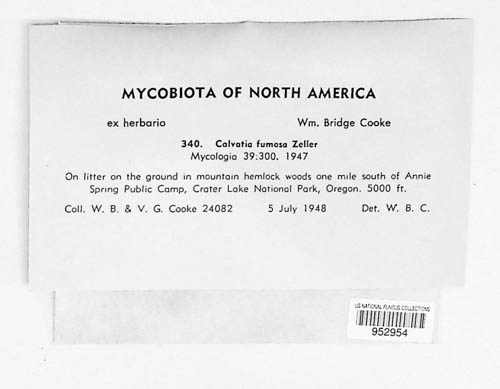 MYCOBIOTA OF NORTH AMERICA
ex herbario Wm. Bridge Cooke
340. Calvatia fumosa Zeller
Mycologia 39:300. 1947
On litter on the ground in mountain hemlock woods one mile south of Annie
Spring Public Camp, Crater Lake National Park, Oregon. 5000 ft.
Coll. W. B. & V. G. Cooke 24082 5 July 1948 Det. W. B. C.
US NATIONAL FUNGUS COLLECTIONS
952954